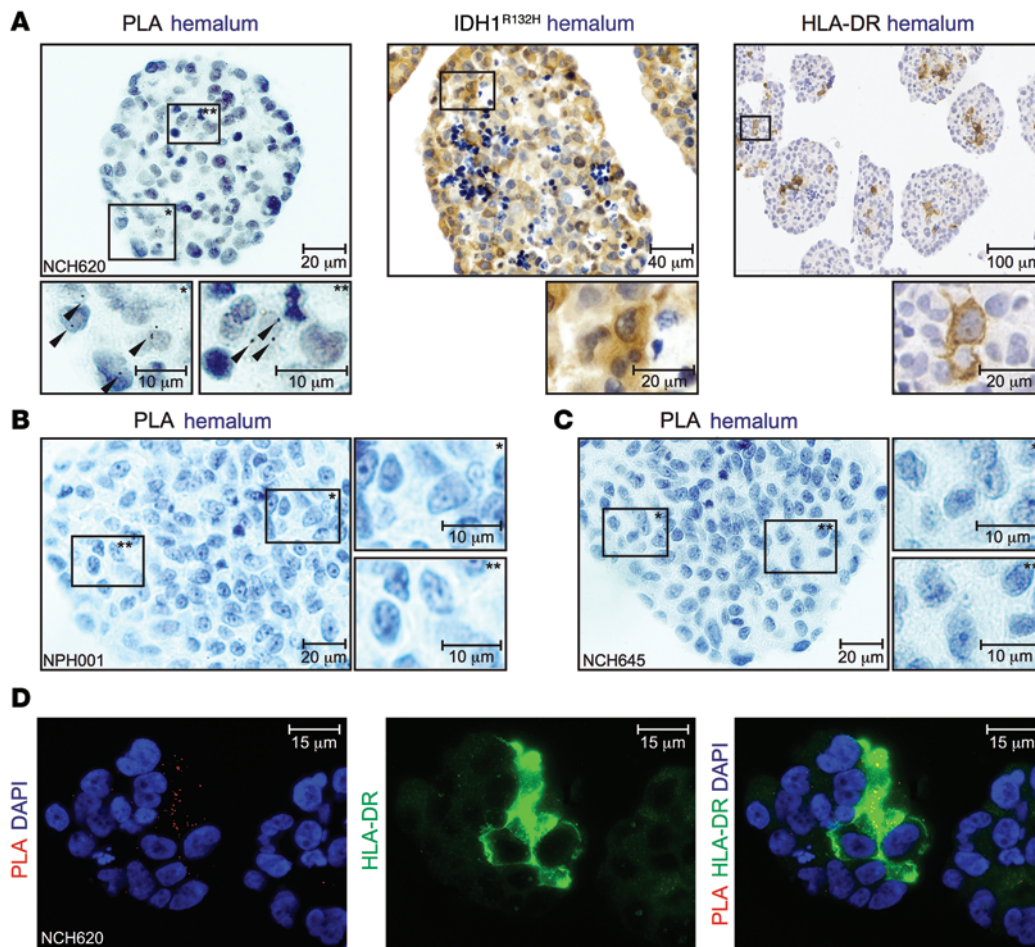 A
PLA hemalum
IDH1R132H hemalum
HLA-DR hemalum
**
*
NCH620
20 μm
40 μm
100 μm
*
10 μm
**
10 μm
20 μm
20 μm
B
PLA hemalum
C
PLA hemalum
*
**
NPH001
20 μm
*
10 μm
**
10 μm
*
**
NCH645
20 μm
*
10 μm
**
10 μm
D
PLA DAPI
NCH620
15 μm
HLA-DR
15 μm
PLA HLA-DR DAPI
15 μm